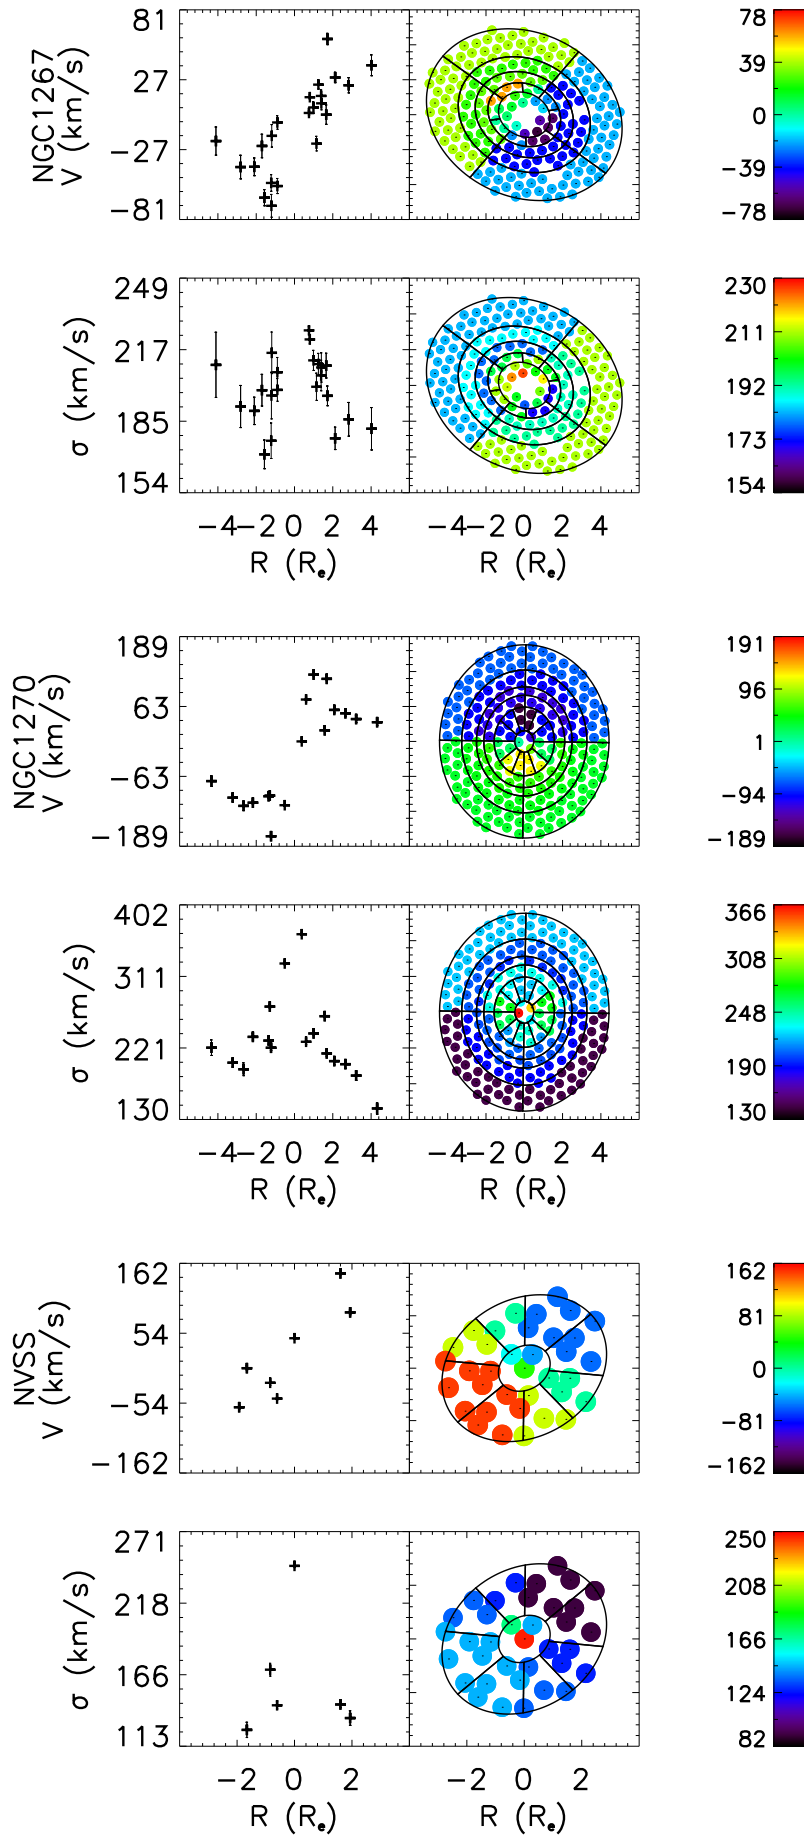 NGC1267
V (km/s)
81
27
−27
−81
78
39
0
−39
−78
σ (km/s)
249
217
185
154
230
211
192
173
154
−4 −2 0 2 4
−4 −2 0 2 4
R (Re)
R (Re)
NGC1270
V (km/s)
189
63
−63
−189
191
96
1
−94
−189
σ (km/s)
402
311
221
130
366
308
248
190
130
−4 −2 0 2 4
−4 −2 0 2 4
R (Re)
R (Re)
NVSS
V (km/s)
162
54
−54
−162
162
81
0
−81
−162
σ (km/s)
271
218
166
113
250
208
166
124
82
−2 0 2
−2 0 2
R (Re)
R (Re)